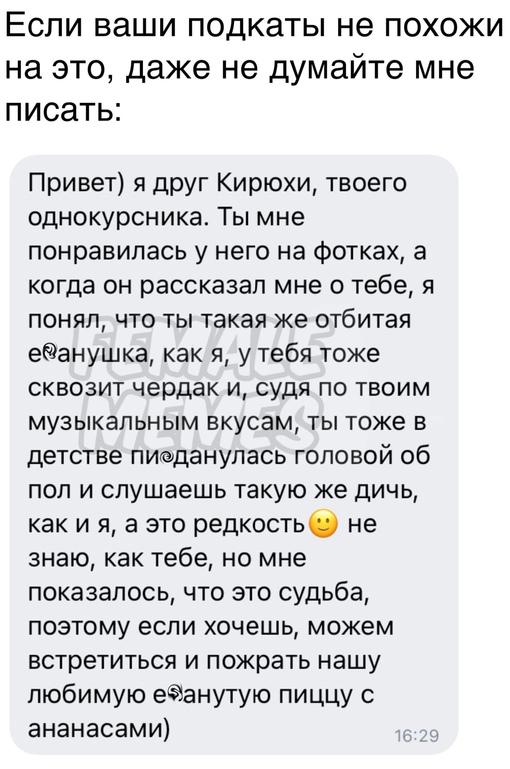 Если ваши подкаты не похожи
на это, даже не думайте мне
писать:
Привет) я друг Кирюхи, твоего
однокурсника. Ты мне
понравилась у него на фотках, а
когда он рассказал мне о тебе, я
понял, что ты такая же отбитая
е@анушка, как я, у тебя тоже
сквозит чердак и, судя по твоим
музыкальным вкусам, ты тоже в
детстве пи@данулась головой об
пол и слушаешь такую же дичь,
как и я, а это редкость🙂 не
знаю, как тебе, но мне
показалось, что это судьба,
поэтому если хочешь, можем
встретиться и пожрать нашу
любимую е@анутую пиццу с
ананасами)
16:29
FEMALE
MEMES